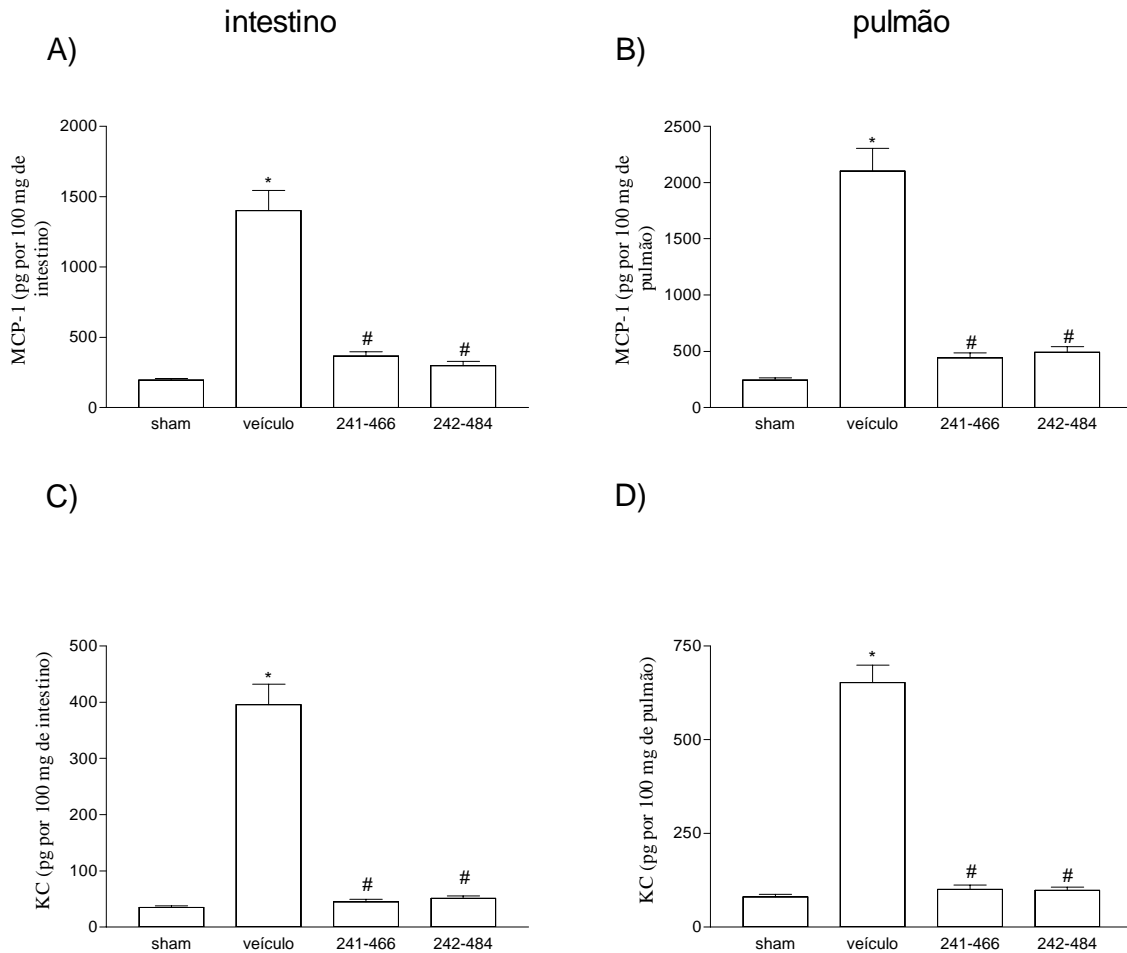 intestino
pulmão
A)
B)
MCP-1 (pg por 100 mg de
intestino)
2000
1500
1000
500
0
*
#
#
sham veículo 241-466 242-484
MCP-1 (pg por 100 mg de
pulmão)
2500
2000
1500
1000
500
0
*
#
#
sham veículo 241-466 242-484
C)
D)
KC (pg por 100 mg de intestino)
500
400
300
200
100
0
*
#
#
sham veículo 241-466 242-484
KC (pg por 100 mg de pulmão)
750
500
250
0
*
#
#
sham veículo 241-466 242-484